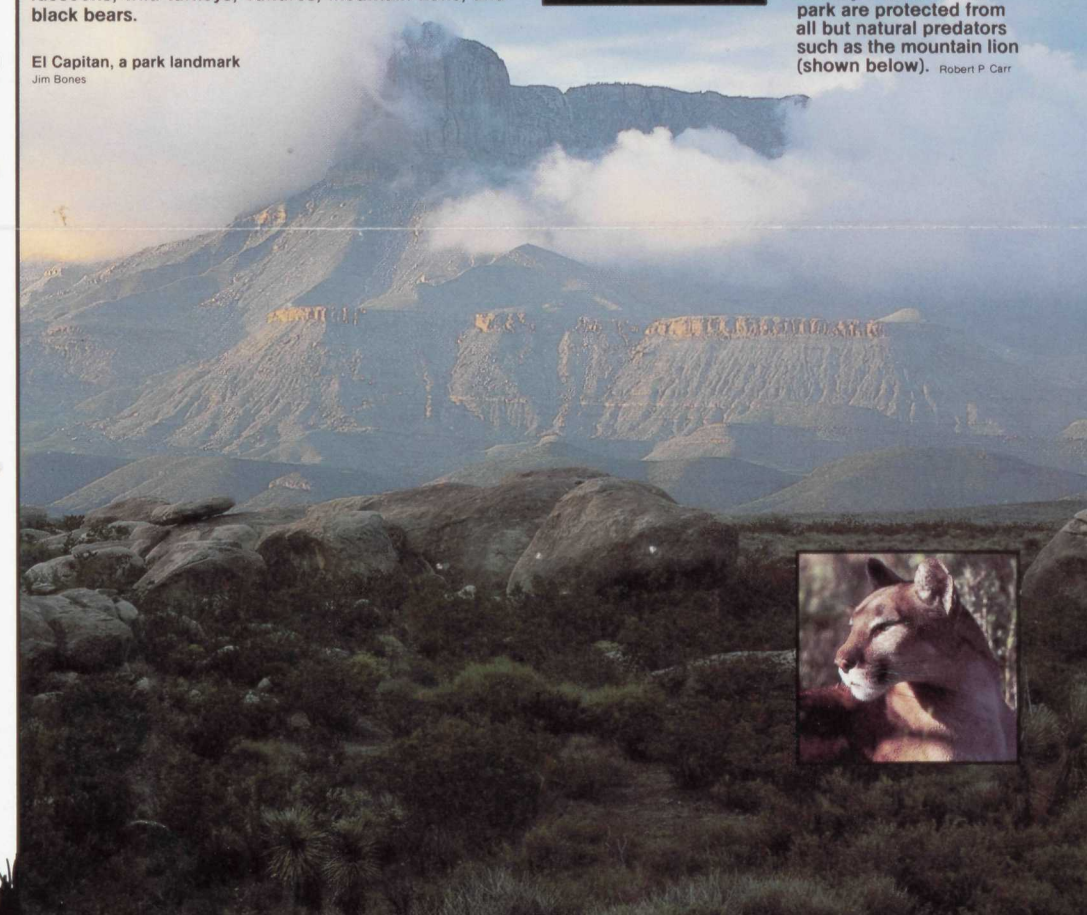 black bears.
El Capitan, a park landmark
Jim Bones
park are protected from
all but natural predators
such as the mountain lion
(shown below). Robert P Carr